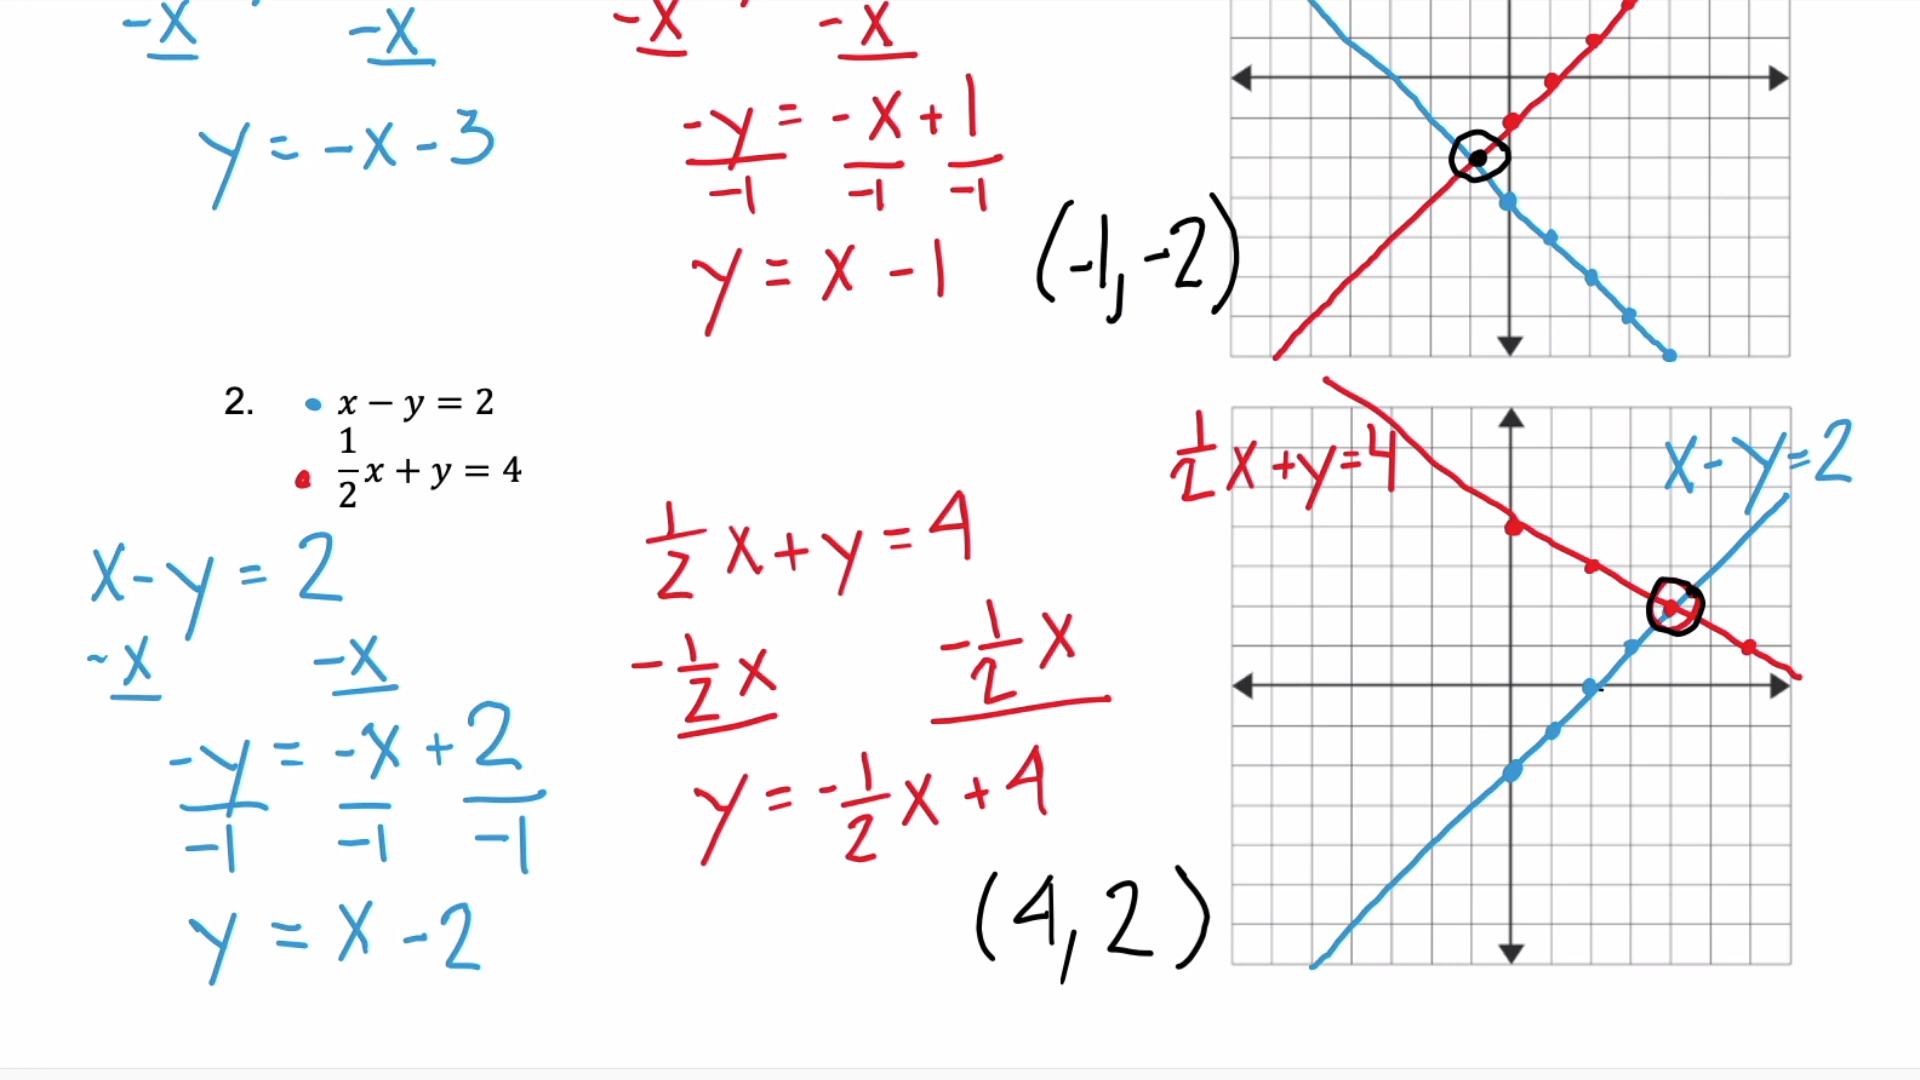 -x -x
y = -x - 3
-x -x
-y = -x + 1
-1 -1 -1
y = x - 1
(-1, -2)
2. x − y = 2
1/2 x + y = 4
x - y = 2
-x -x
-y = -x + 2
-1 -1 -1
y = x - 2
1/2 x + y = 4
-1/2 x -1/2 x
y = -1/2 x + 4
(4, 2)
1/2 x + y = 4
x - y = 2